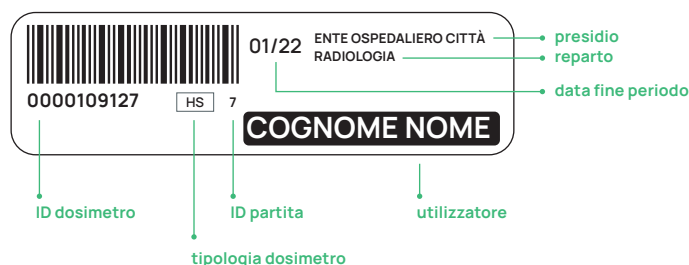 01/22
ENTE OSPEDALIERO CITTÀ
RADIOLOGIA
presidio
reparto
data fine periodo
0000109127
HS
7
COGNOME NOME
ID dosimetro
ID partita
utilizzatore
tipologia dosimetro